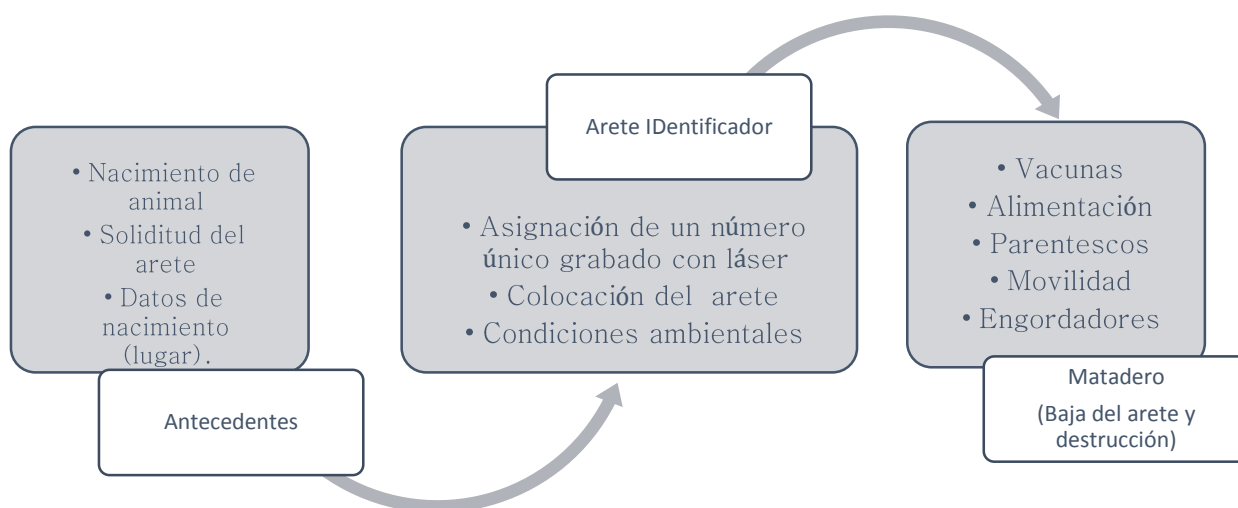 • Nacimiento de
animal
• Soliditud del
arete
• Datos de
nacimiento
(lugar).
Antecedentes
Arete IDentificador
• Asignación de un número
único grabado con láser
• Colocación del arete
• Condiciones ambientales
• Vacunas
• Alimentación
• Parentescos
• Movilidad
• Engordadores
Matadero
(Baja del arete y
destrucción)